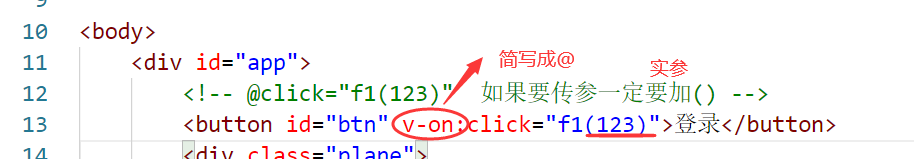 简写成@
实参
10 <body>
11 <div id="app">
12 <!-- @click="f1(123)" 如果要传参一定要加() -->
13 <button id="btn" v-on:click="f1(123)">登录</button>
14 <div class="plane">